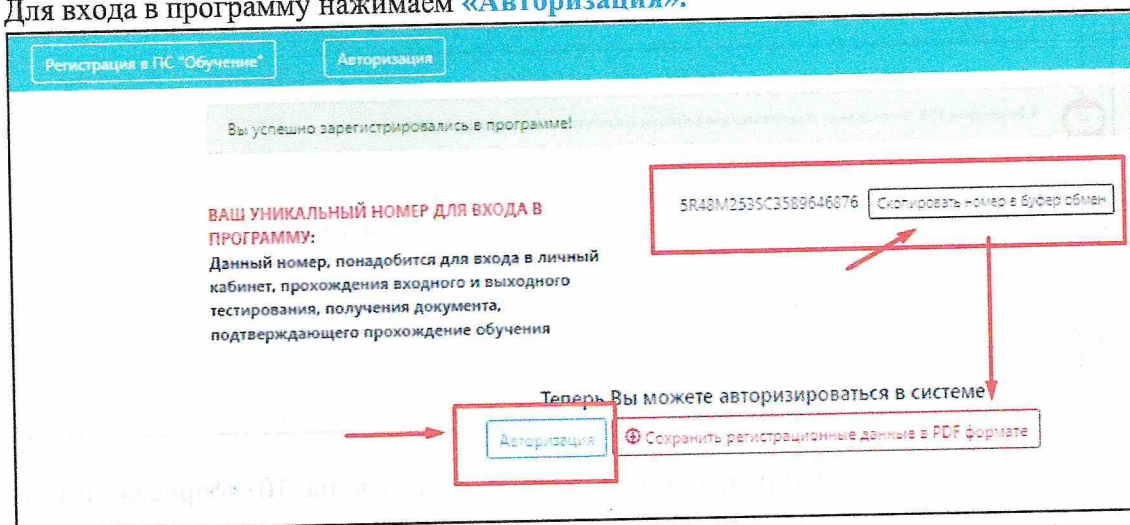 Для входа в программу нажимаем «Авторизация».
Регистрация в ПС "Обучение"
Авторизация
Вы успешно зарегистрировались в программе!
ВАШ УНИКАЛЬНЫЙ НОМЕР ДЛЯ ВХОДА В
ПРОГРАММУ:
Данный номер, понадобится для входа в личный
кабинет, прохождения входного и выходного
тестирования, получения документа,
подтверждающего прохождение обучения
5R48M253SC3589646876 Скопировать номер в буфер обмен
Теперь Вы можете авторизироваться в системе
Авторизация
Сохранить регистрационные данные в PDF формате